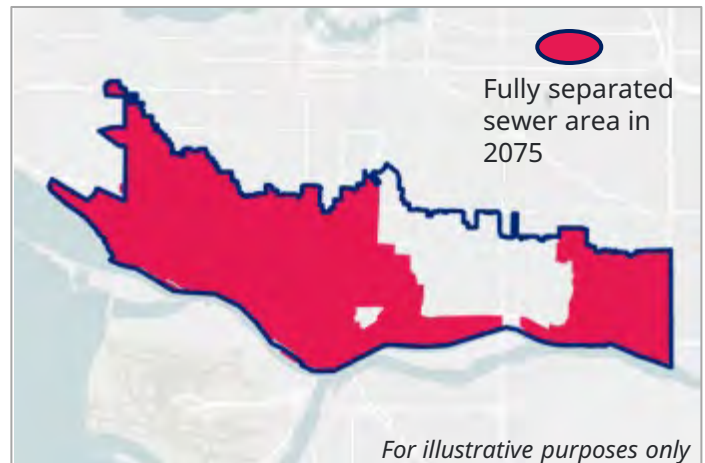 Fully separated
sewer area in
2075
For illustrative purposes only